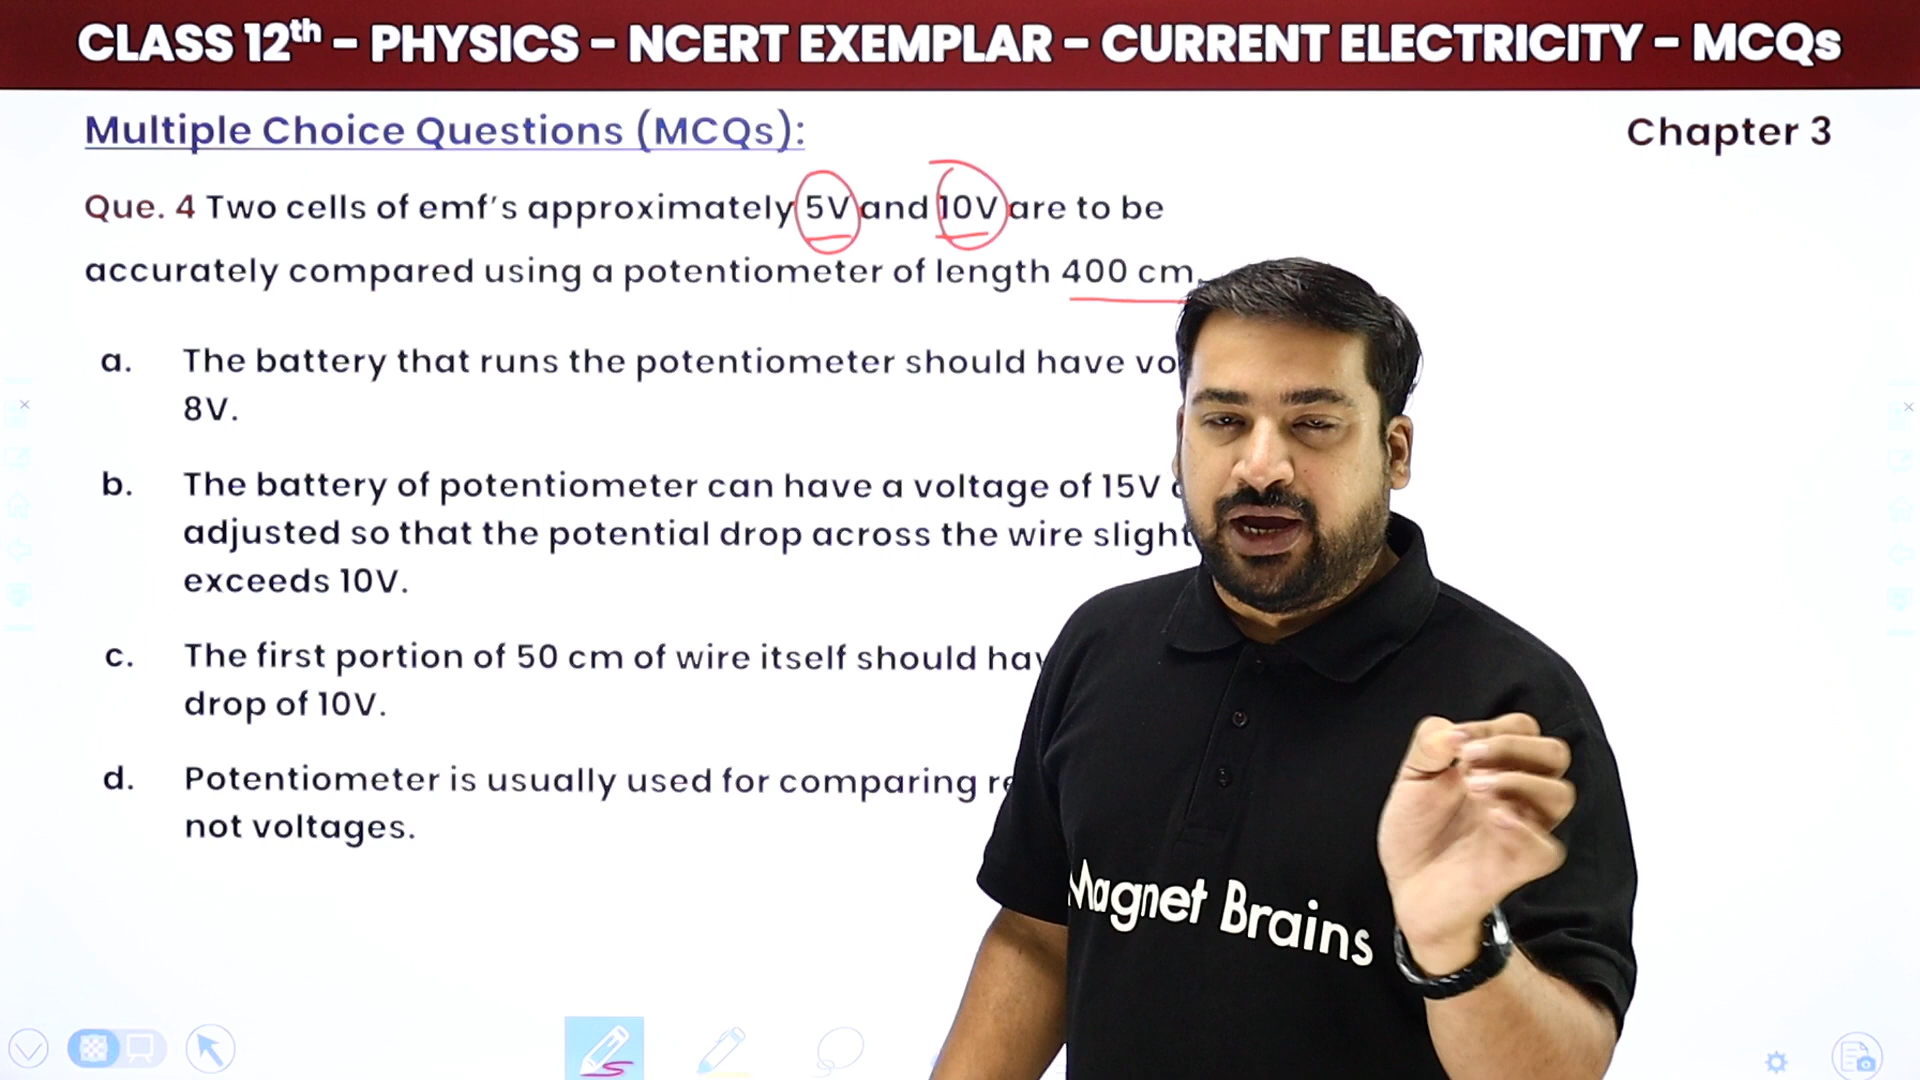 CLASS 12th – PHYSICS – NCERT EXEMPLAR – CURRENT ELECTRICITY – MCQs
Multiple Choice Questions (MCQs):
Chapter 3
Que. 4 Two cells of emf's approximately 5V and 10V are to be
accurately compared using a potentiometer of length 400 cm.
a. The battery that runs the potentiometer should have
8V.
b. The battery of potentiometer can have a voltage of 15V
adjusted so that the potential drop across the wire
exceeds 10V.
c. The first portion of 50 cm of wire itself should
drop of 10V.
d. Potentiometer is usually used for comparing
not voltages.
Magnet Brains